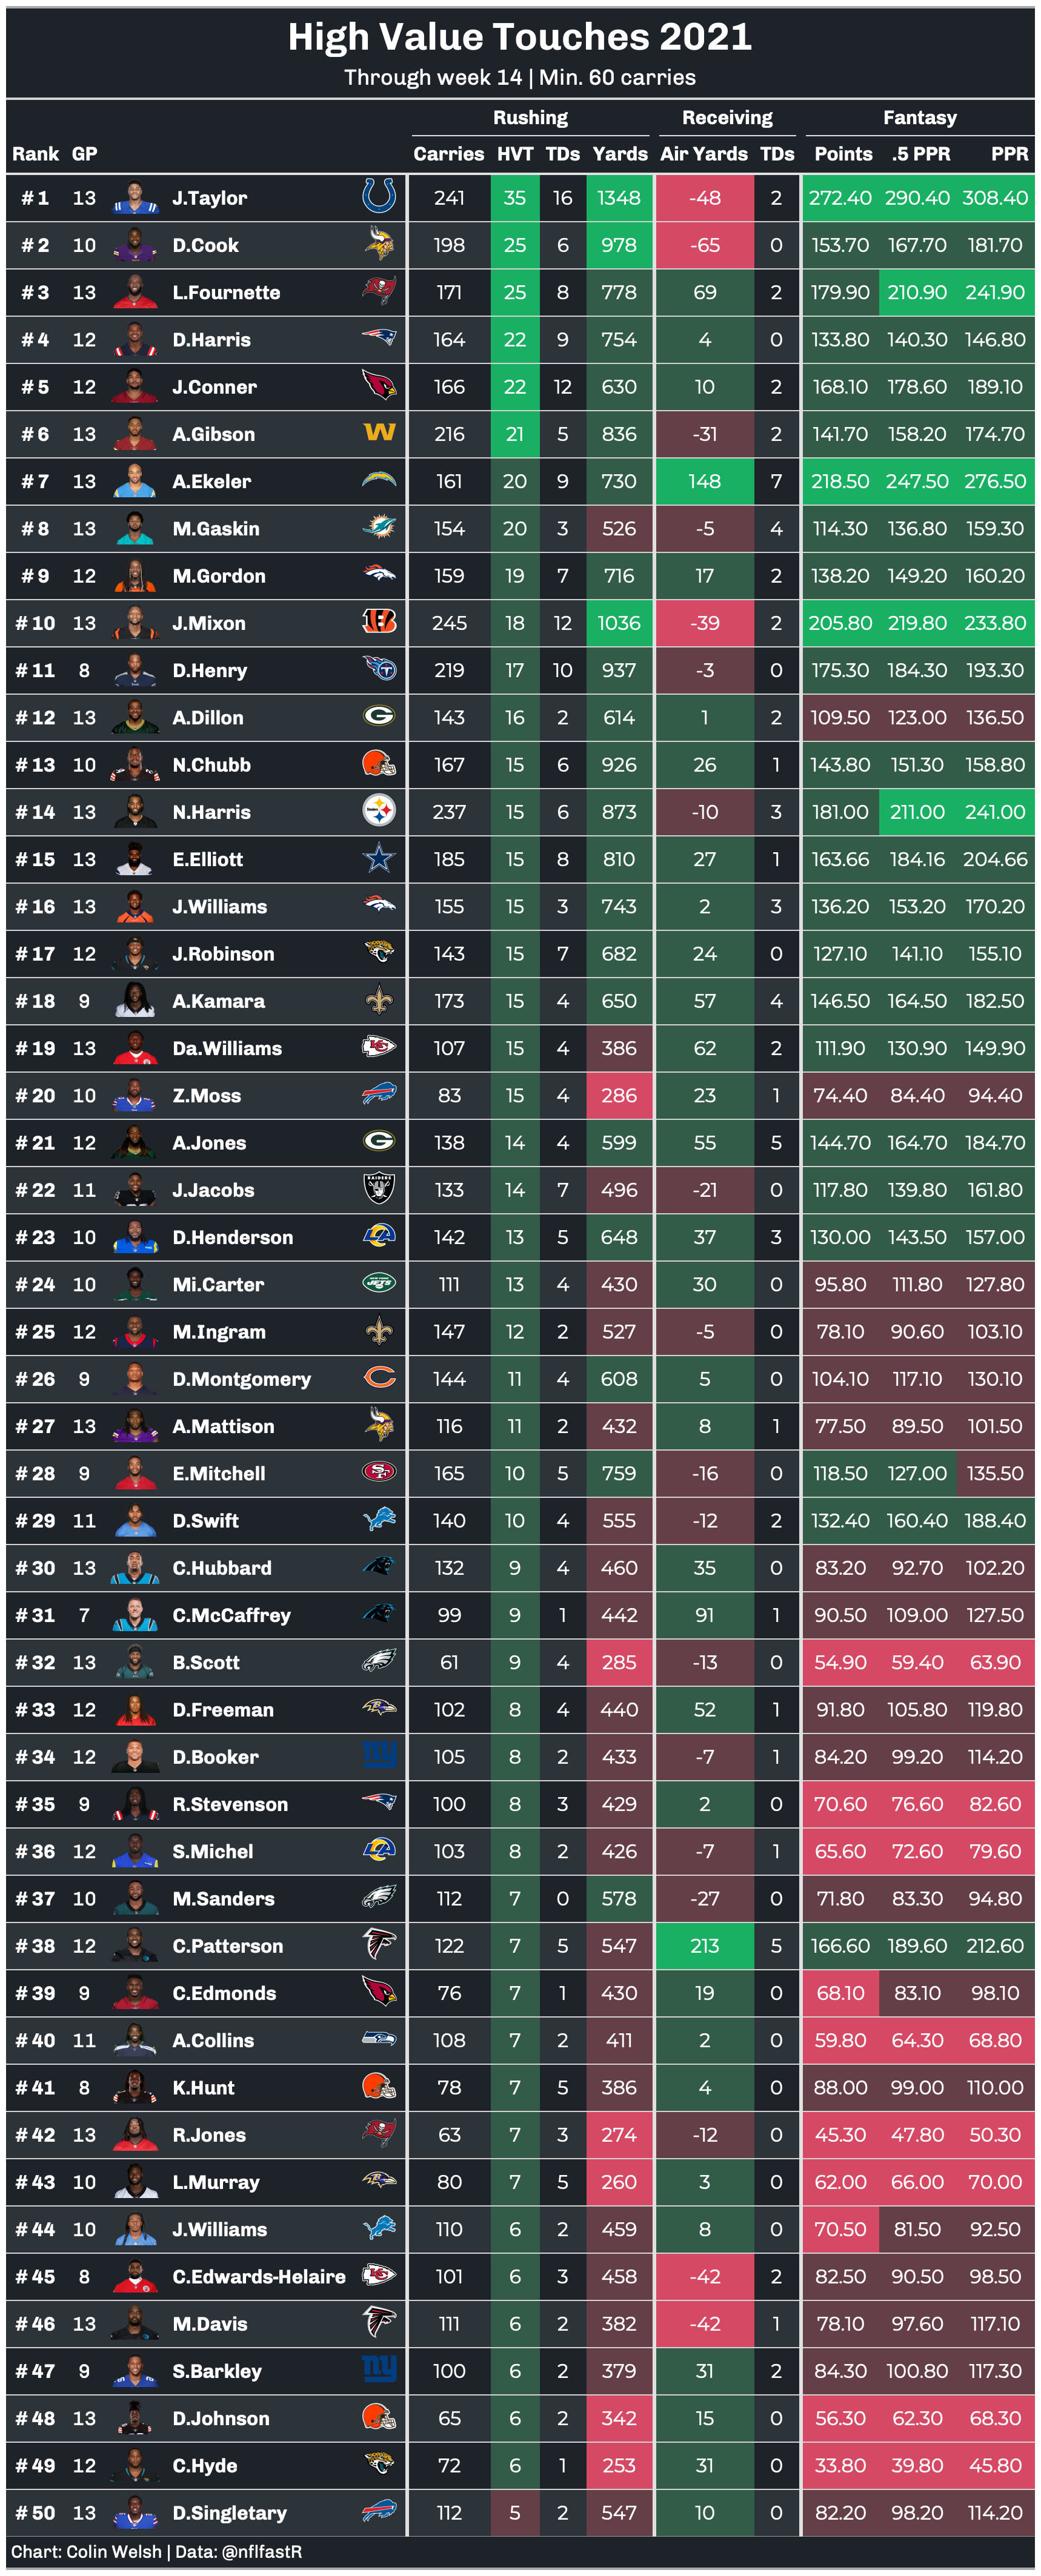 High Value Touches 2021
Through week 14 | Min. 60 carries
Rushing Receiving Fantasy
Rank GP Carries HVT TDs Yards Air Yards TDs Points .5 PPR PPR
# 1 13 J.Taylor 241 35 16 1348 -48 2 272.40 290.40 308.40
# 2 10 D.Cook 198 25 6 978 -65 0 153.70 167.70 181.70
# 3 13 L.Fournette 171 25 8 778 69 2 179.90 210.90 241.90
# 4 12 D.Harris 164 22 9 754 4 0 133.80 140.30 146.80
# 5 12 J.Conner 166 22 12 630 10 2 168.10 178.60 189.10
# 6 13 A.Gibson 216 21 5 836 -31 2 141.70 158.20 174.70
# 7 13 A.Ekeler 161 20 9 730 148 7 218.50 247.50 276.50
# 8 13 M.Gaskin 154 20 3 526 -5 4 114.30 136.80 159.30
# 9 12 M.Gordon 159 19 7 716 17 2 138.20 149.20 160.20
# 10 13 J.Mixon 245 18 12 1036 -39 2 205.80 219.80 233.80
# 11 8 D.Henry 219 17 10 937 -3 0 175.30 184.30 193.30
# 12 13 A.Dillon 143 16 2 614 1 2 109.50 123.00 136.50
# 13 10 N.Chubb 167 15 6 926 26 1 143.80 151.30 158.80
# 14 13 N.Harris 237 15 6 873 -10 3 181.00 211.00 241.00
# 15 13 E.Elliott 185 15 8 810 27 1 163.66 184.16 204.66
# 16 13 J.Williams 155 15 3 743 2 3 136.20 153.20 170.20
# 17 12 J.Robinson 143 15 7 682 24 0 127.10 141.10 155.10
# 18 9 A.Kamara 173 15 4 650 57 4 146.50 164.50 182.50
# 19 13 Da.Williams 107 15 4 386 62 2 111.90 130.90 149.90
# 20 10 Z.Moss 83 15 4 286 23 1 74.40 84.40 94.40
# 21 12 A.Jones 138 14 4 599 55 5 144.70 164.70 184.70
# 22 11 J.Jacobs 133 14 7 496 -21 0 117.80 139.80 161.80
# 23 10 D.Henderson 142 13 5 648 37 3 130.00 143.50 157.00
# 24 10 Mi.Carter 111 13 4 430 30 0 95.80 111.80 127.80
# 25 12 M.Ingram 147 12 2 527 -5 0 78.10 90.60 103.10
# 26 9 D.Montgomery 144 11 4 608 5 0 104.10 117.10 130.10
# 27 13 A.Mattison 116 11 2 432 8 1 77.50 89.50 101.50
# 28 9 E.Mitchell 165 10 5 759 -16 0 118.50 127.00 135.50
# 29 11 D.Swift 140 10 4 555 -12 2 132.40 160.40 188.40
# 30 13 C.Hubbard 132 9 4 460 35 0 83.20 92.70 102.20
# 31 7 C.McCaffrey 99 9 1 442 91 1 90.50 109.00 127.50
# 32 13 B.Scott 61 9 4 285 -13 0 54.90 59.40 63.90
# 33 12 D.Freeman 102 8 4 440 52 1 91.80 105.80 119.80
# 34 12 D.Booker 105 8 2 433 -7 1 84.20 99.20 114.20
# 35 9 R.Stevenson 100 8 3 429 2 0 70.60 76.60 82.60
# 36 12 S.Michel 103 8 2 426 -7 1 65.60 72.60 79.60
# 37 10 M.Sanders 112 7 0 578 -27 0 71.80 83.30 94.80
# 38 12 C.Patterson 122 7 5 547 213 5 166.60 189.60 212.60
# 39 9 C.Edmonds 76 7 1 430 19 0 68.10 83.10 98.10
# 40 11 A.Collins 108 7 2 411 2 0 59.80 64.30 68.80
# 41 8 K.Hunt 78 7 5 386 4 0 88.00 99.00 110.00
# 42 13 R.Jones 63 7 3 274 -12 0 45.30 47.80 50.30
# 43 10 L.Murray 80 7 5 260 3 0 62.00 66.00 70.00
# 44 10 J.Williams 110 6 2 459 8 0 70.50 81.50 92.50
# 45 8 C.Edwards-Helaire 101 6 3 458 -42 2 82.50 90.50 98.50
# 46 13 M.Davis 111 6 2 382 -42 1 78.10 97.60 117.10
# 47 9 S.Barkley 100 6 2 379 31 2 84.30 100.80 117.30
# 48 13 D.Johnson 65 6 2 342 15 0 56.30 62.30 68.30
# 49 12 C.Hyde 72 6 1 253 31 0 33.80 39.80 45.80
# 50 13 D.Singletary 112 5 2 547 10 0 82.20 98.20 114.20
Chart: Colin Welsh | Data: @nflfastR